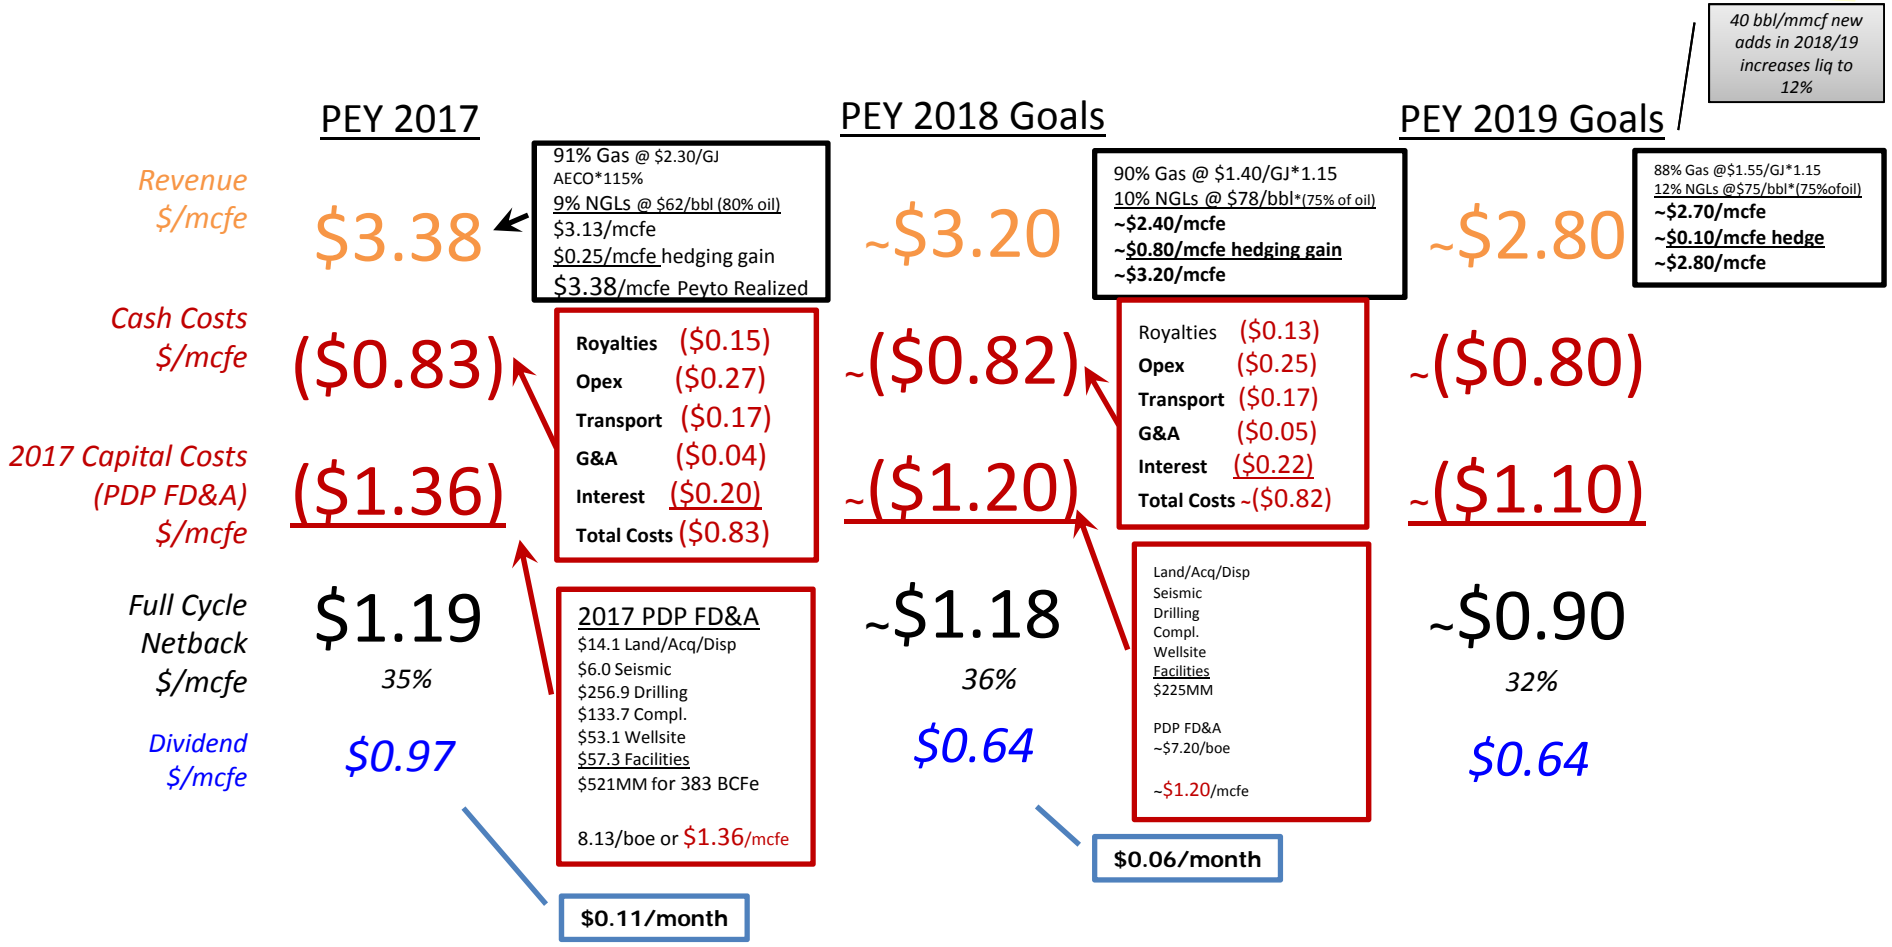 40 bbl/mmcf new
adds in 2018/19
increases liq to
12%
PEY 2017
PEY 2018 Goals
PEY 2019 Goals
Revenue
$/mcfe
$3.38
91% Gas @ $2.30/GJ
AECO*115%
9% NGLs @ $62/bbl (80% oil)
$3.13/mcfe
$0.25/mcfe hedging gain
$3.38/mcfe Peyto Realized
~$3.20
90% Gas @ $1.40/GJ*1.15
10% NGLs @ $78/bbl*(75% of oil)
~$2.40/mcfe
~$0.80/mcfe hedging gain
~$3.20/mcfe
~$2.80
88% Gas @$1.55/GJ*1.15
12% NGLs @$75/bbl*(75%ofoil)
~$2.70/mcfe
~$0.10/mcfe hedge
~$2.80/mcfe
Cash Costs
$/mcfe
($0.83)
Royalties ($0.15)
Opex ($0.27)
Transport ($0.17)
G&A ($0.04)
Interest ($0.20)
Total Costs ($0.83)
~($0.82)
Royalties ($0.13)
Opex ($0.25)
Transport ($0.17)
G&A ($0.05)
Interest ($0.22)
Total Costs ~($0.82)
~($0.80)
2017 Capital Costs
(PDP FD&A)
$/mcfe
($1.36)
~($1.20)
~($1.10)
2017 PDP FD&A
$14.1 Land/Acq/Disp
$6.0 Seismic
$256.9 Drilling
$133.7 Compl.
$53.1 Wellsite
$57.3 Facilities
$521MM for 383 BCFe
8.13/boe or $1.36/mcfe
Land/Acq/Disp
Seismic
Drilling
Compl.
Wellsite
Facilities
$225MM
PDP FD&A
~$7.20/boe
~$1.20/mcfe
Full Cycle
Netback
$/mcfe
$1.19
35%
~$1.18
36%
~$0.90
32%
Dividend
$/mcfe
$0.97
$0.64
$0.64
$0.11/month
$0.06/month